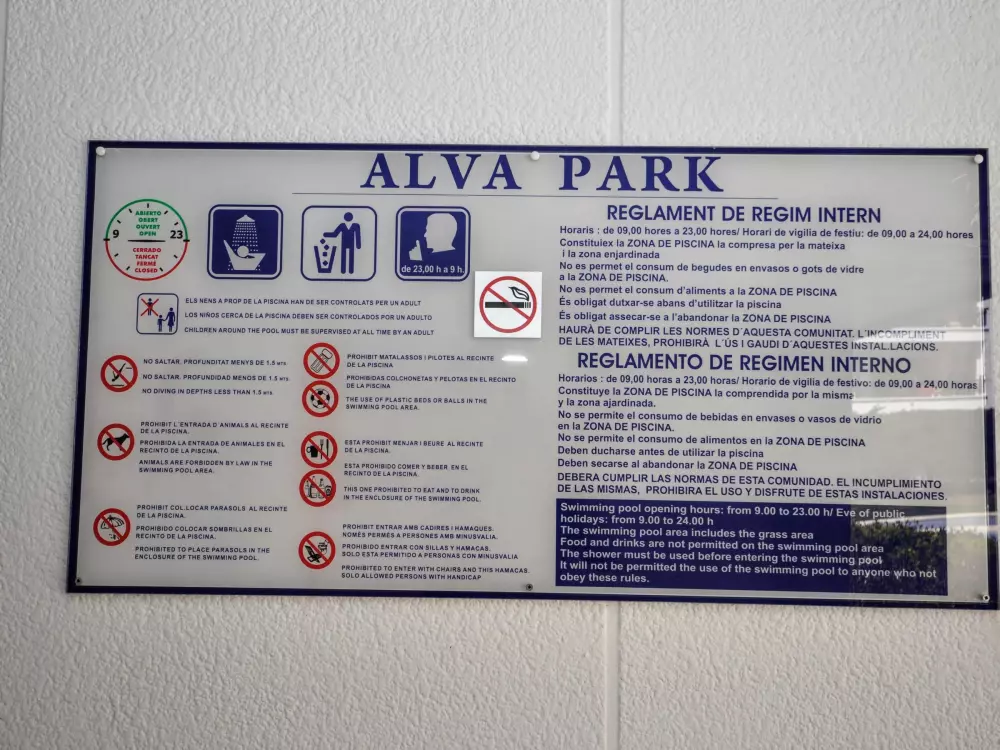 ALVA PARK
ABIERTO
OBERT
OUVERT
OPEN
9 23
CERRADO
TANCAT
FERMÉ
CLOSED
de 23,00 h a 9 h.
ELS NENS A PROP DE LA PISCINA HAN DE SER CONTROLATS PER UN ADULT
LOS NIÑOS CERCA DE LA PISCINA DEBEN SER CONTROLADOS POR UN ADULTO
CHILDREN AROUND THE POOL MUST BE SUPERVISED AT ALL TIME BY AN ADULT
NO SALTAR. PROFUNDITAT MENYS DE 1.5 MTS
NO SALTAR. PROFUNDIDAD MENOS DE 1.5 MTS
NO DIVING IN DEPTHS LESS THAN 1.5 MTS
PROHIBIT L'ENTRADA D'ANIMALS AL RECINTE
DE LA PISCINA.
PROHIBIDA LA ENTRADA DE ANIMALES EN EL
RECINTO DE LA PISCINA.
ANIMALS ARE FORBIDEN BY LAW IN THE
SWIMMING POOL AREA.
PROHIBIT COL.LOCAR PARASOLS AL RECINTE
DE LA PISCINA.
PROHIBIDO COLOCAR SOMBRILLAS EN EL
RECINTO DE LA PISCINA.
PROHIBITED TO PLACE PARASOLS IN THE
ENCLOSURE OF THE SWIMMING POOL.
PROHIBIT MATALASSOS I PILOTES AL RECINTE
DE LA PISCINA
PROHIBIDAS COLCHONETAS Y PELOTAS EN EL RECINTO
DE LA PISCINA
THE USE OF PLASTIC BEDS OR BALLS IN THE
SWIMMING POOL AREA.
ESTA PROHIBIT MENJAR I BEURE AL RECINTE
DE LA PISCINA.
ESTA PROHIBIDO COMER Y BEBER EN EL
RECINTO DE LA PISCINA.
THIS ONE PROHIBITED TO EAT AND TO DRINK
IN THE ENCLOSURE OF THE SWIMMING POOL.
PROHIBIT ENTRAR AMB CADIRES I HAMAQUES.
NOMÉS PERMÈS A PERSONES AMB MINUSVALIA.
PROHIBIDO ENTRAR CON SILLAS Y HAMACAS.
SOLO ESTA PERMITIDO A PERSONAS CON MINUSVALIA
PROHIBITED TO ENTER WITH CHAIRS AND THIS HAMACAS.
SOLO ALLOWED PERSONS WITH HANDICAP
REGLAMENT DE REGIM INTERN
Horaris : de 09,00 hores a 23,00 hores/ Horari de vigilia de festiu: de 09,00 a 24,00 hores
Constitueix la ZONA DE PISCINA la compresa per la mateixa
i la zona enjardinada
No es permet el consum de begudes en envasos o gots de vidre
a la ZONA DE PISCINA.
No es permet el consum d'aliments a la ZONA DE PISCINA
És obligat dutxar-se abans d'utilitzar la piscina
És obligat assecar-se a l'abandonar la ZONA DE PISCINA
HAURÀ DE COMPLIR LES NORMES D´AQUESTA COMUNITAT. L´INCOMPLIMENT
DE LES MATEIXES, PROHIBIRÀ L´ÚS I GAUDI D´AQUESTES INSTAL.LACIONS.
REGLAMENTO DE REGIMEN INTERNO
Horarios : de 09,00 horas a 23,00 horas/ Horario de vigilia de festivo: de 09,00 a 24,00 horas
Constituye la ZONA DE PISCINA la comprendida por la misma
y la zona ajardinada.
No se permite el consumo de bebidas en envases o vasos de vidrio
en la ZONA DE PISCINA.
No se permite el consumo de alimentos en la ZONA DE PISCINA
Deben ducharse antes de utilizar la piscina
Deben secarse al abandonar la ZONA DE PISCINA
DEBERA CUMPLIR LAS NORMAS DE ESTA COMUNIDAD. EL INCUMPLIMIENTO
DE LAS MISMAS, PROHIBIRA EL USO Y DISFRUTE DE ESTAS INSTALACIONES.
Swimming pool opening hours: from 9.00 to 23.00 h/ Eve of public
holidays: from 9.00 to 24.00 h
The swimming pool area includes the grass area
Food and drinks are not permitted on the swimming pool area
The shower must be used before entering the swimming pool
It will not be permitted the use of the swimming pool to anyone who not
obey these rules.